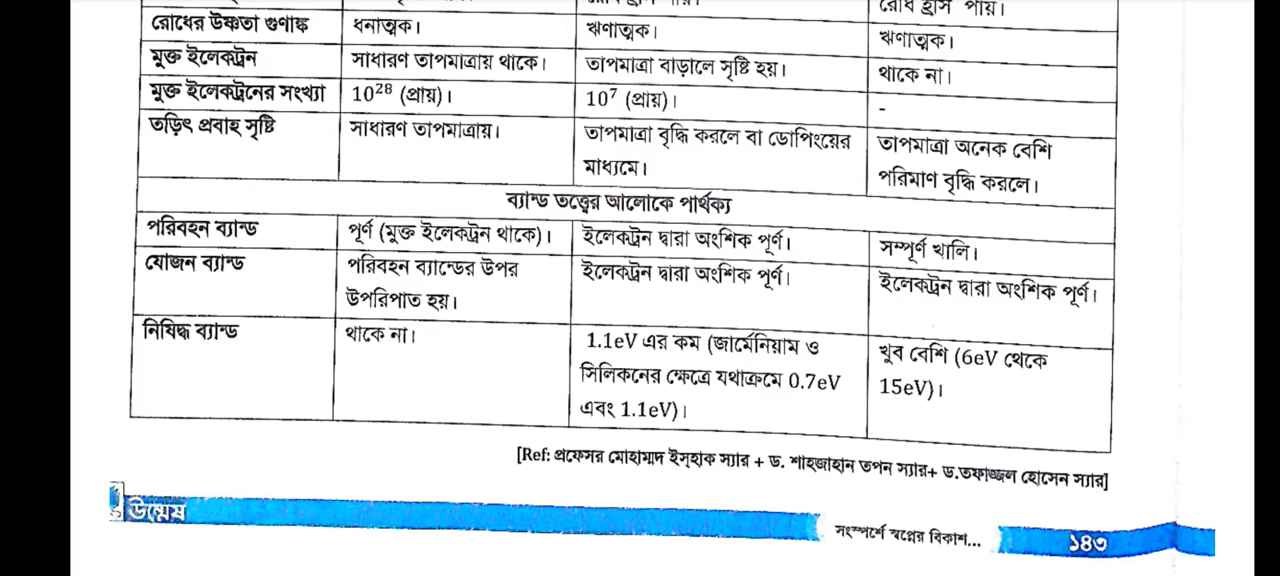 রোধ হ্রাস পায়।
রোধের উষ্ণতা গুণাঙ্ক ধনাত্মক। ঋণাত্মক। ঋণাত্মক।
মুক্ত ইলেকট্রন সাধারণ তাপমাত্রায় থাকে। তাপমাত্রা বাড়ালে সৃষ্টি হয়। থাকে না।
মুক্ত ইলেকট্রনের সংখ্যা 10²⁸ (প্রায়)। 10⁷ (প্রায়)। -
তড়িৎ প্রবাহ সৃষ্টি সাধারণ তাপমাত্রায়। তাপমাত্রা বৃদ্ধি করলে বা ডোপিংয়ের তাপমাত্রা অনেক বেশি
মাধ্যমে। পরিমাণ বৃদ্ধি করলে।
ব্যান্ড তত্ত্বের আলোকে পার্থক্য
পরিবহন ব্যান্ড পূর্ণ (মুক্ত ইলেকট্রন থাকে)। ইলেকট্রন দ্বারা অংশিক পূর্ণ। সম্পূর্ণ খালি।
যোজন ব্যান্ড পরিবহন ব্যান্ডের উপর ইলেকট্রন দ্বারা অংশিক পূর্ণ। ইলেকট্রন দ্বারা অংশিক পূর্ণ।
উপরিপাত হয়।
নিষিদ্ধ ব্যান্ড থাকে না। 1.1eV এর কম (জার্মেনিয়াম ও খুব বেশি (6eV থেকে
সিলিকনের ক্ষেত্রে যথাক্রমে 0.7eV 15eV)।
এবং 1.1eV)।
[Ref: প্রফেসর মোহাম্মদ ইস্হাক স্যার + ড. শাহজাহান তপন স্যার+ ড.তফাজ্জল হোসেন স্যার]
উন্মেষ
সংস্পর্শে স্বপ্নের বিকাশ...
১৪৩